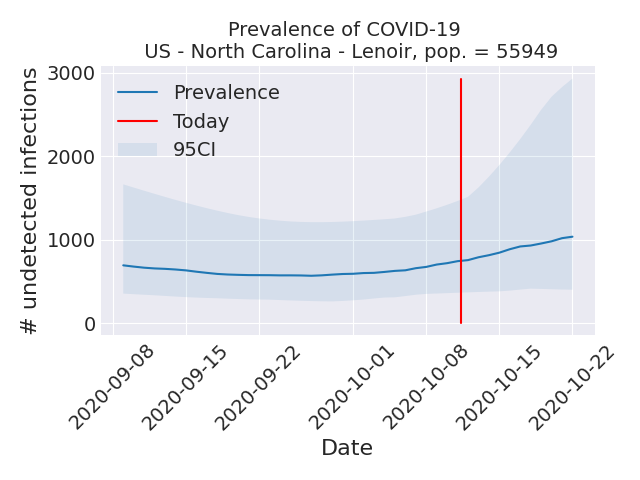 Prevalence of COVID-19
US - North Carolina - Lenoir, pop. = 55949
# undetected infections
3000
2000
1000
0
Prevalence
Today
95CI
2020-09-08
2020-09-15
2020-09-22
2020-10-01
2020-10-08
2020-10-15
2020-10-22
Date